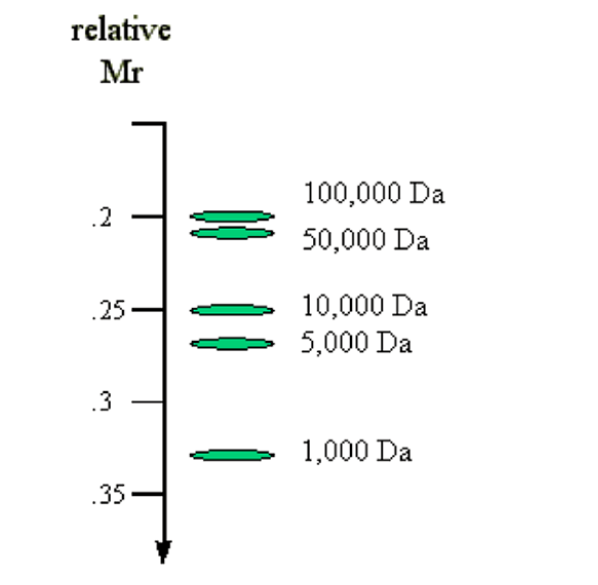 relative
Mr
100,000 Da
.2
50,000 Da
.25
10,000 Da
5,000 Da
.3
1,000 Da
.35